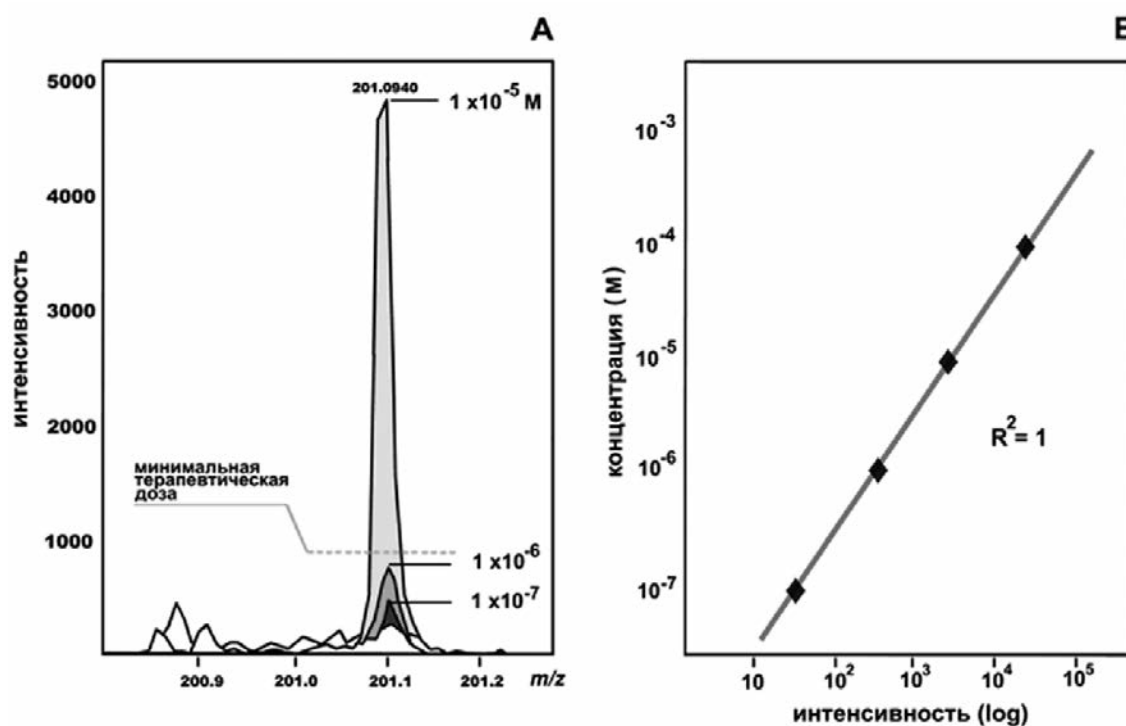 A
5000
4000
3000
2000
1000
интенсивность
201.0940
1 x10⁻⁵ M
минимальная
терапевтическая
доза
1 x10⁻⁶
1 x10⁻⁷
200.9 201.0 201.1 201.2 m/z
10⁻³
10⁻⁴
10⁻⁵
10⁻⁶
10⁻⁷
концентрация ( М )
R² = 1
10 10² 10³ 10⁴ 10⁵
интенсивность (log)